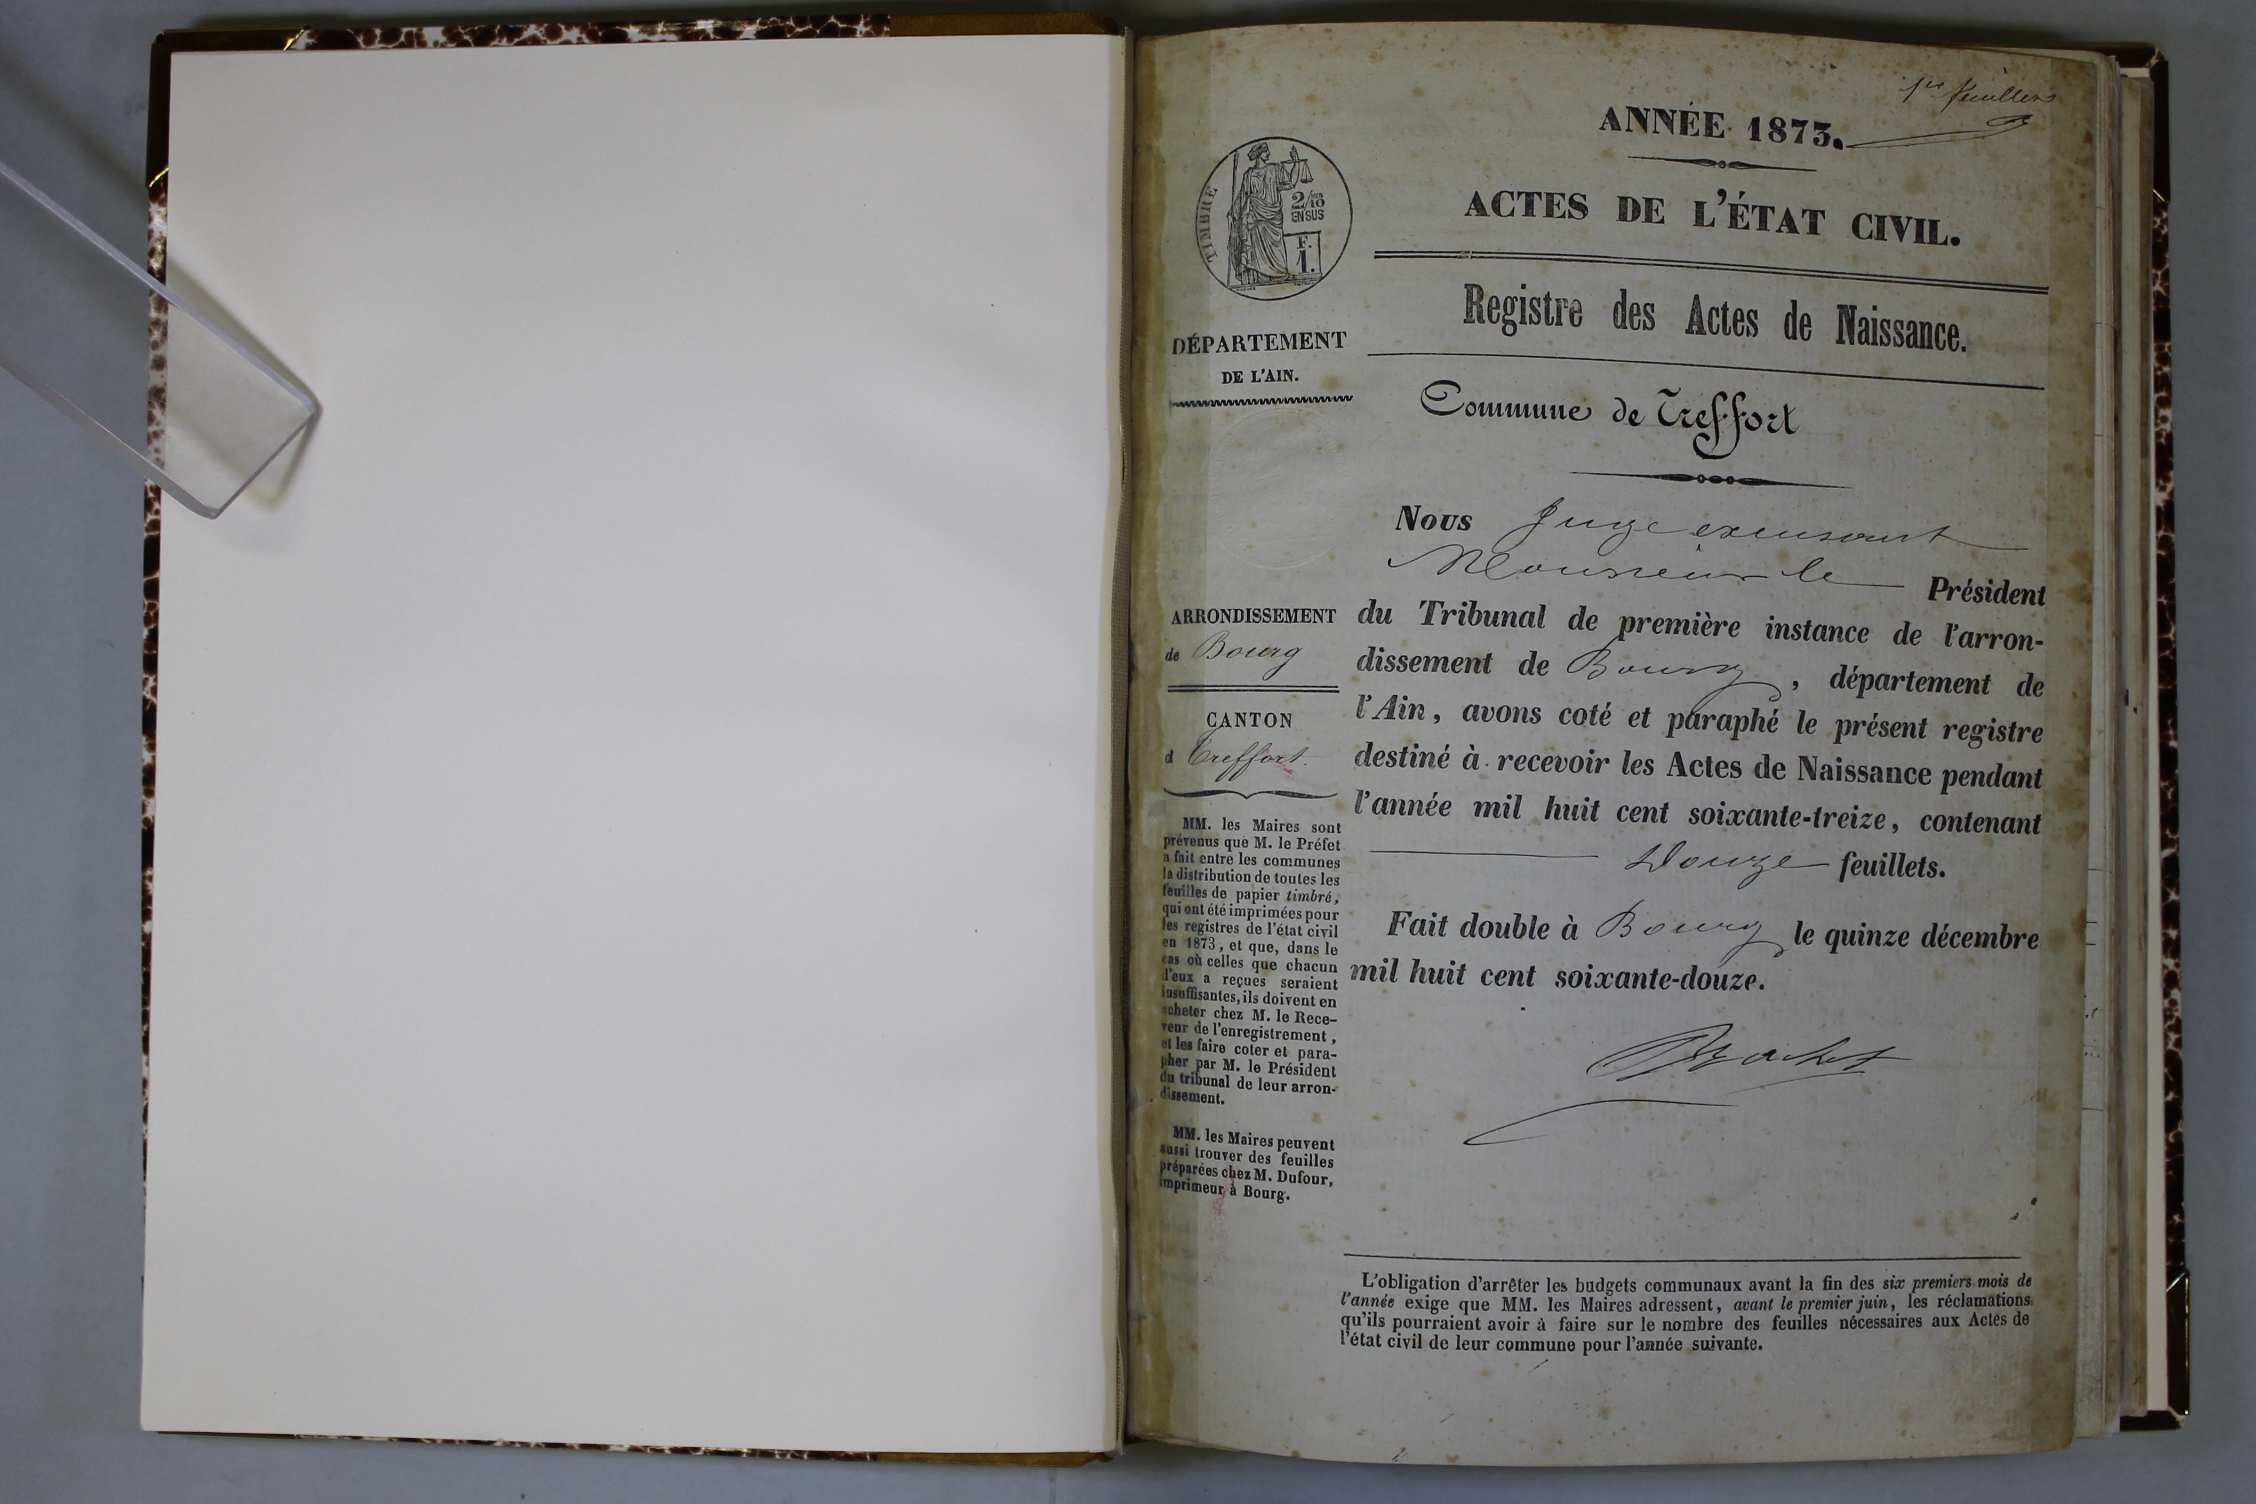 1er feuillet
ANNÉE 1873.
ACTES DE L'ÉTAT CIVIL.
Registre des Actes de Naissance.
Commune de Treffort
TIMBRE
2/10
EN SUS
F.
1.
DÉPARTEMENT
DE L'AIN.
ARRONDISSEMENT
de Bourg
CANTON
d Treffort.
MM. les Maires sont
prévenus que M. le Préfet
a fait entre les communes
la distribution de toutes les
feuilles de papier timbré,
qui ont été imprimées pour
les registres de l'état civil
en 1873, et que, dans le
cas où celles que chacun
d'eux a reçues seraient
insuffisantes, ils doivent en
acheter chez M. le Rece-
veur de l'enregistrement,
et les faire coter et para-
pher par M. le Président
du tribunal de leur arron-
dissement.
MM. les Maires peuvent
aussi trouver des feuilles
préparées chez M. Dufour,
imprimeur à Bourg.
Nous Juge
Monsieur le Président
du Tribunal de première instance de l'arron-
dissement de Bourg, département de
l'Ain, avons coté et paraphé le présent registre
destiné à recevoir les Actes de Naissance pendant
l'année mil huit cent soixante-treize, contenant
Douze feuillets.
Fait double à Bourg le quinze décembre
mil huit cent soixante-douze.
L'obligation d'arrêter les budgets communaux avant la fin des six premiers mois de
l'année exige que MM. les Maires adressent, avant le premier juin, les réclamations
qu'ils pourraient avoir à faire sur le nombre des feuilles nécessaires aux Actes de
l'état civil de leur commune pour l'année suivante.